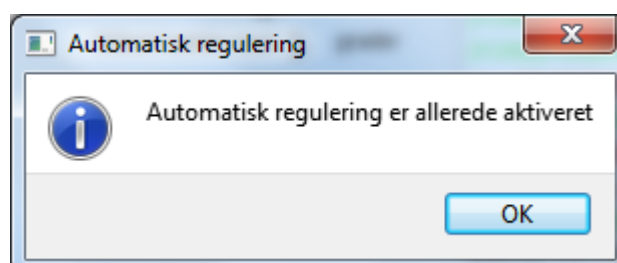 Automatisk regulering
Automatisk regulering er allerede aktiveret
OK